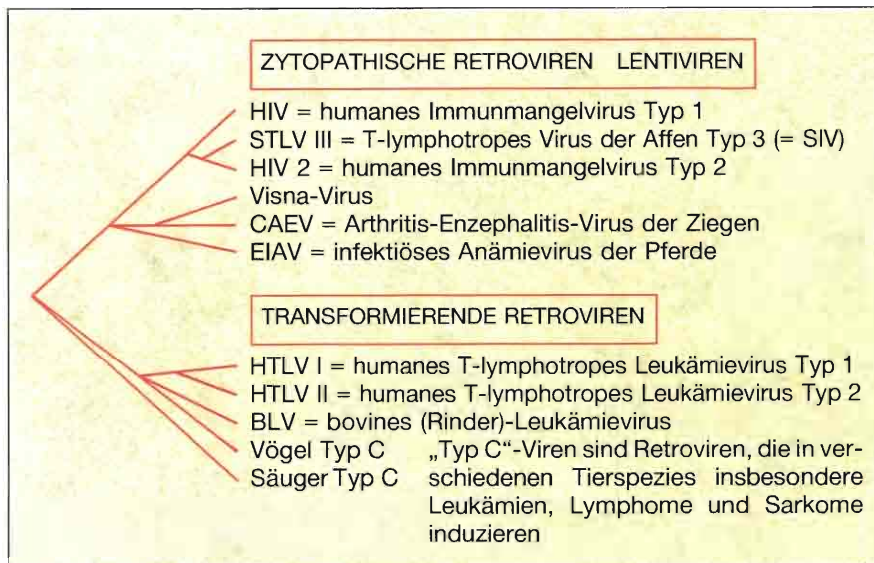 ZYTOPATHISCHE RETROVIREN LENTIVIREN
HIV = humanes Immunmangelvirus Typ 1
STLV III = T-lymphotropes Virus der Affen Typ 3 (= SIV)
HIV 2 = humanes Immunmangelvirus Typ 2
Visna-Virus
CAEV = Arthritis-Enzephalitis-Virus der Ziegen
EIAV = infektiöses Anämievirus der Pferde
TRANSFORMIERENDE RETROVIREN
HTLV I = humanes T-lymphotropes Leukämievirus Typ 1
HTLV II = humanes T-lymphotropes Leukämievirus Typ 2
BLV = bovines (Rinder)-Leukämievirus
Vögel Typ C „Typ C“-Viren sind Retroviren, die in ver-
Säuger Typ C schiedenen Tierspezies insbesondere
Leukämien, Lymphome und Sarkome
induzieren